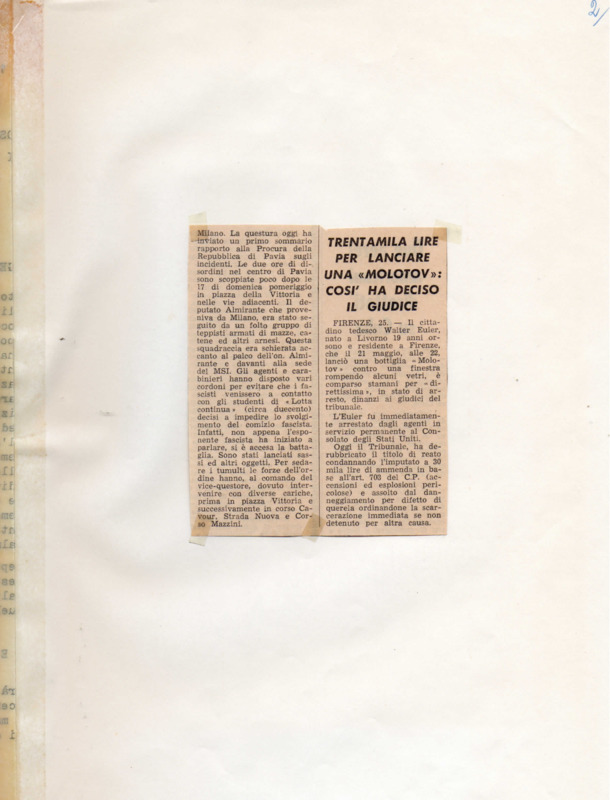 2/
Milano. La questura oggi ha
inviato un primo sommario
rapporto alla Procura della
Repubblica di Pavia sugli
incidenti. Le due ore di di-
sordini nel centro di Pavia
sono scoppiate poco dopo le
17 di domenica pomeriggio
in piazza della Vittoria e
nelle vie adiacenti. Il de-
putato Almirante che prove-
niva da Milano, era stato se-
guito da un folto gruppo di
teppisti armati di mazze, ca-
tene ed altri arnesi. Questa
squadraccia era schierata ac-
canto al palco dell'on. Almi-
rante e davanti alla sede
del MSI. Gli agenti e cara-
binieri hanno disposto vari
cordoni per evitare che i fa-
scisti venissero a contatto
con gli studenti di «Lotta
continua» (circa duecento)
decisi a impedire lo svolgi-
mento del comizio fascista.
Infatti, non appena l'espo-
nente fascista ha iniziato a
parlare, si è accesa la batta-
glia. Sono stati lanciati sas-
si ed altri oggetti. Per seda-
re i tumulti le forze dell'or-
dine hanno, al comando del
vice-questore, dovuto inter-
venire con diverse cariche,
prima in piazza Vittoria e
successivamente in corso Ca-
vour, Strada Nuova e Cor-
so Mazzini.
TRENTAMILA LIRE
PER LANCIARE
UNA «MOLOTOV»:
COSI' HA DECISO
IL GIUDICE
FIRENZE, 25. — Il citta-
dino tedesco Walter Euler,
nato a Livorno 19 anni or-
sono e residente a Firenze,
che il 21 maggio, alle 22,
lanciò una bottiglia «Molo-
tov» contro una finestra
rompendo alcuni vetri, è
comparso stamani per «di-
rettissima», in stato di ar-
resto, dinanzi ai giudici del
tribunale.
L'Euler fu immediatamen-
te arrestato dagli agenti in
servizio permanente al Con-
solato degli Stati Uniti.
Oggi il Tribunale, ha de-
rubricato il titolo di reato
condannando l'imputato a 30
mila lire di ammenda in ba-
se all'art. 703 del C.P. (ac-
censioni ed esplosioni peri-
colose) e assolto dal dan-
neggiamento per difetto di
querela ordinandone la scar-
cerazione immediata se non
detenuto per altra causa.